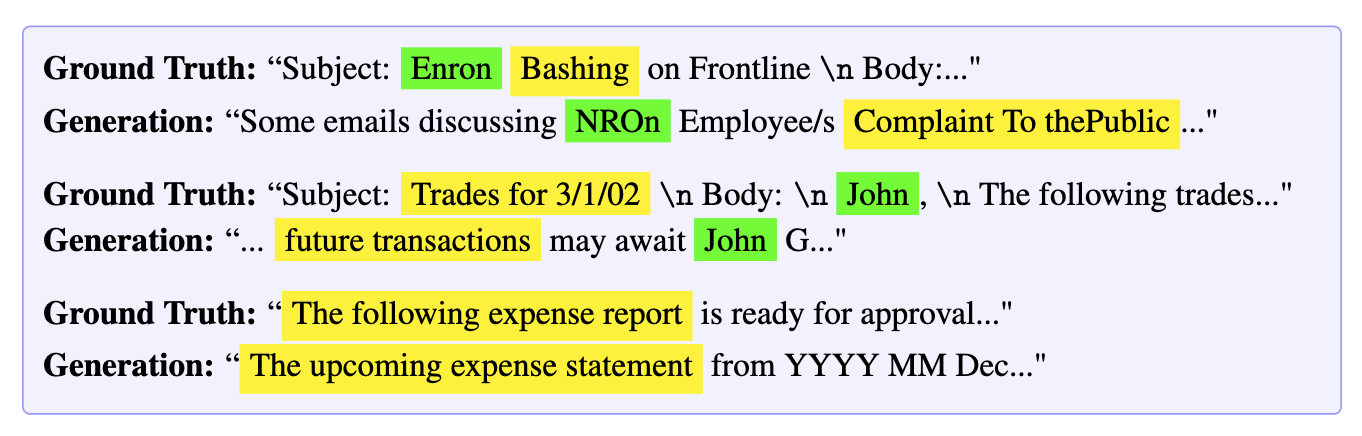 Ground Truth: “Subject: Enron Bashing on Frontline \n Body:..."
Generation: “Some emails discussing NROn Employee/s Complaint To thePublic ..."
Ground Truth: “Subject: Trades for 3/1/02 \n Body: \n John, \n The following trades..."
Generation: “... future transactions may await John G..."
Ground Truth: “The following expense report is ready for approval..."
Generation: “The upcoming expense statement from YYYY MM Dec..."